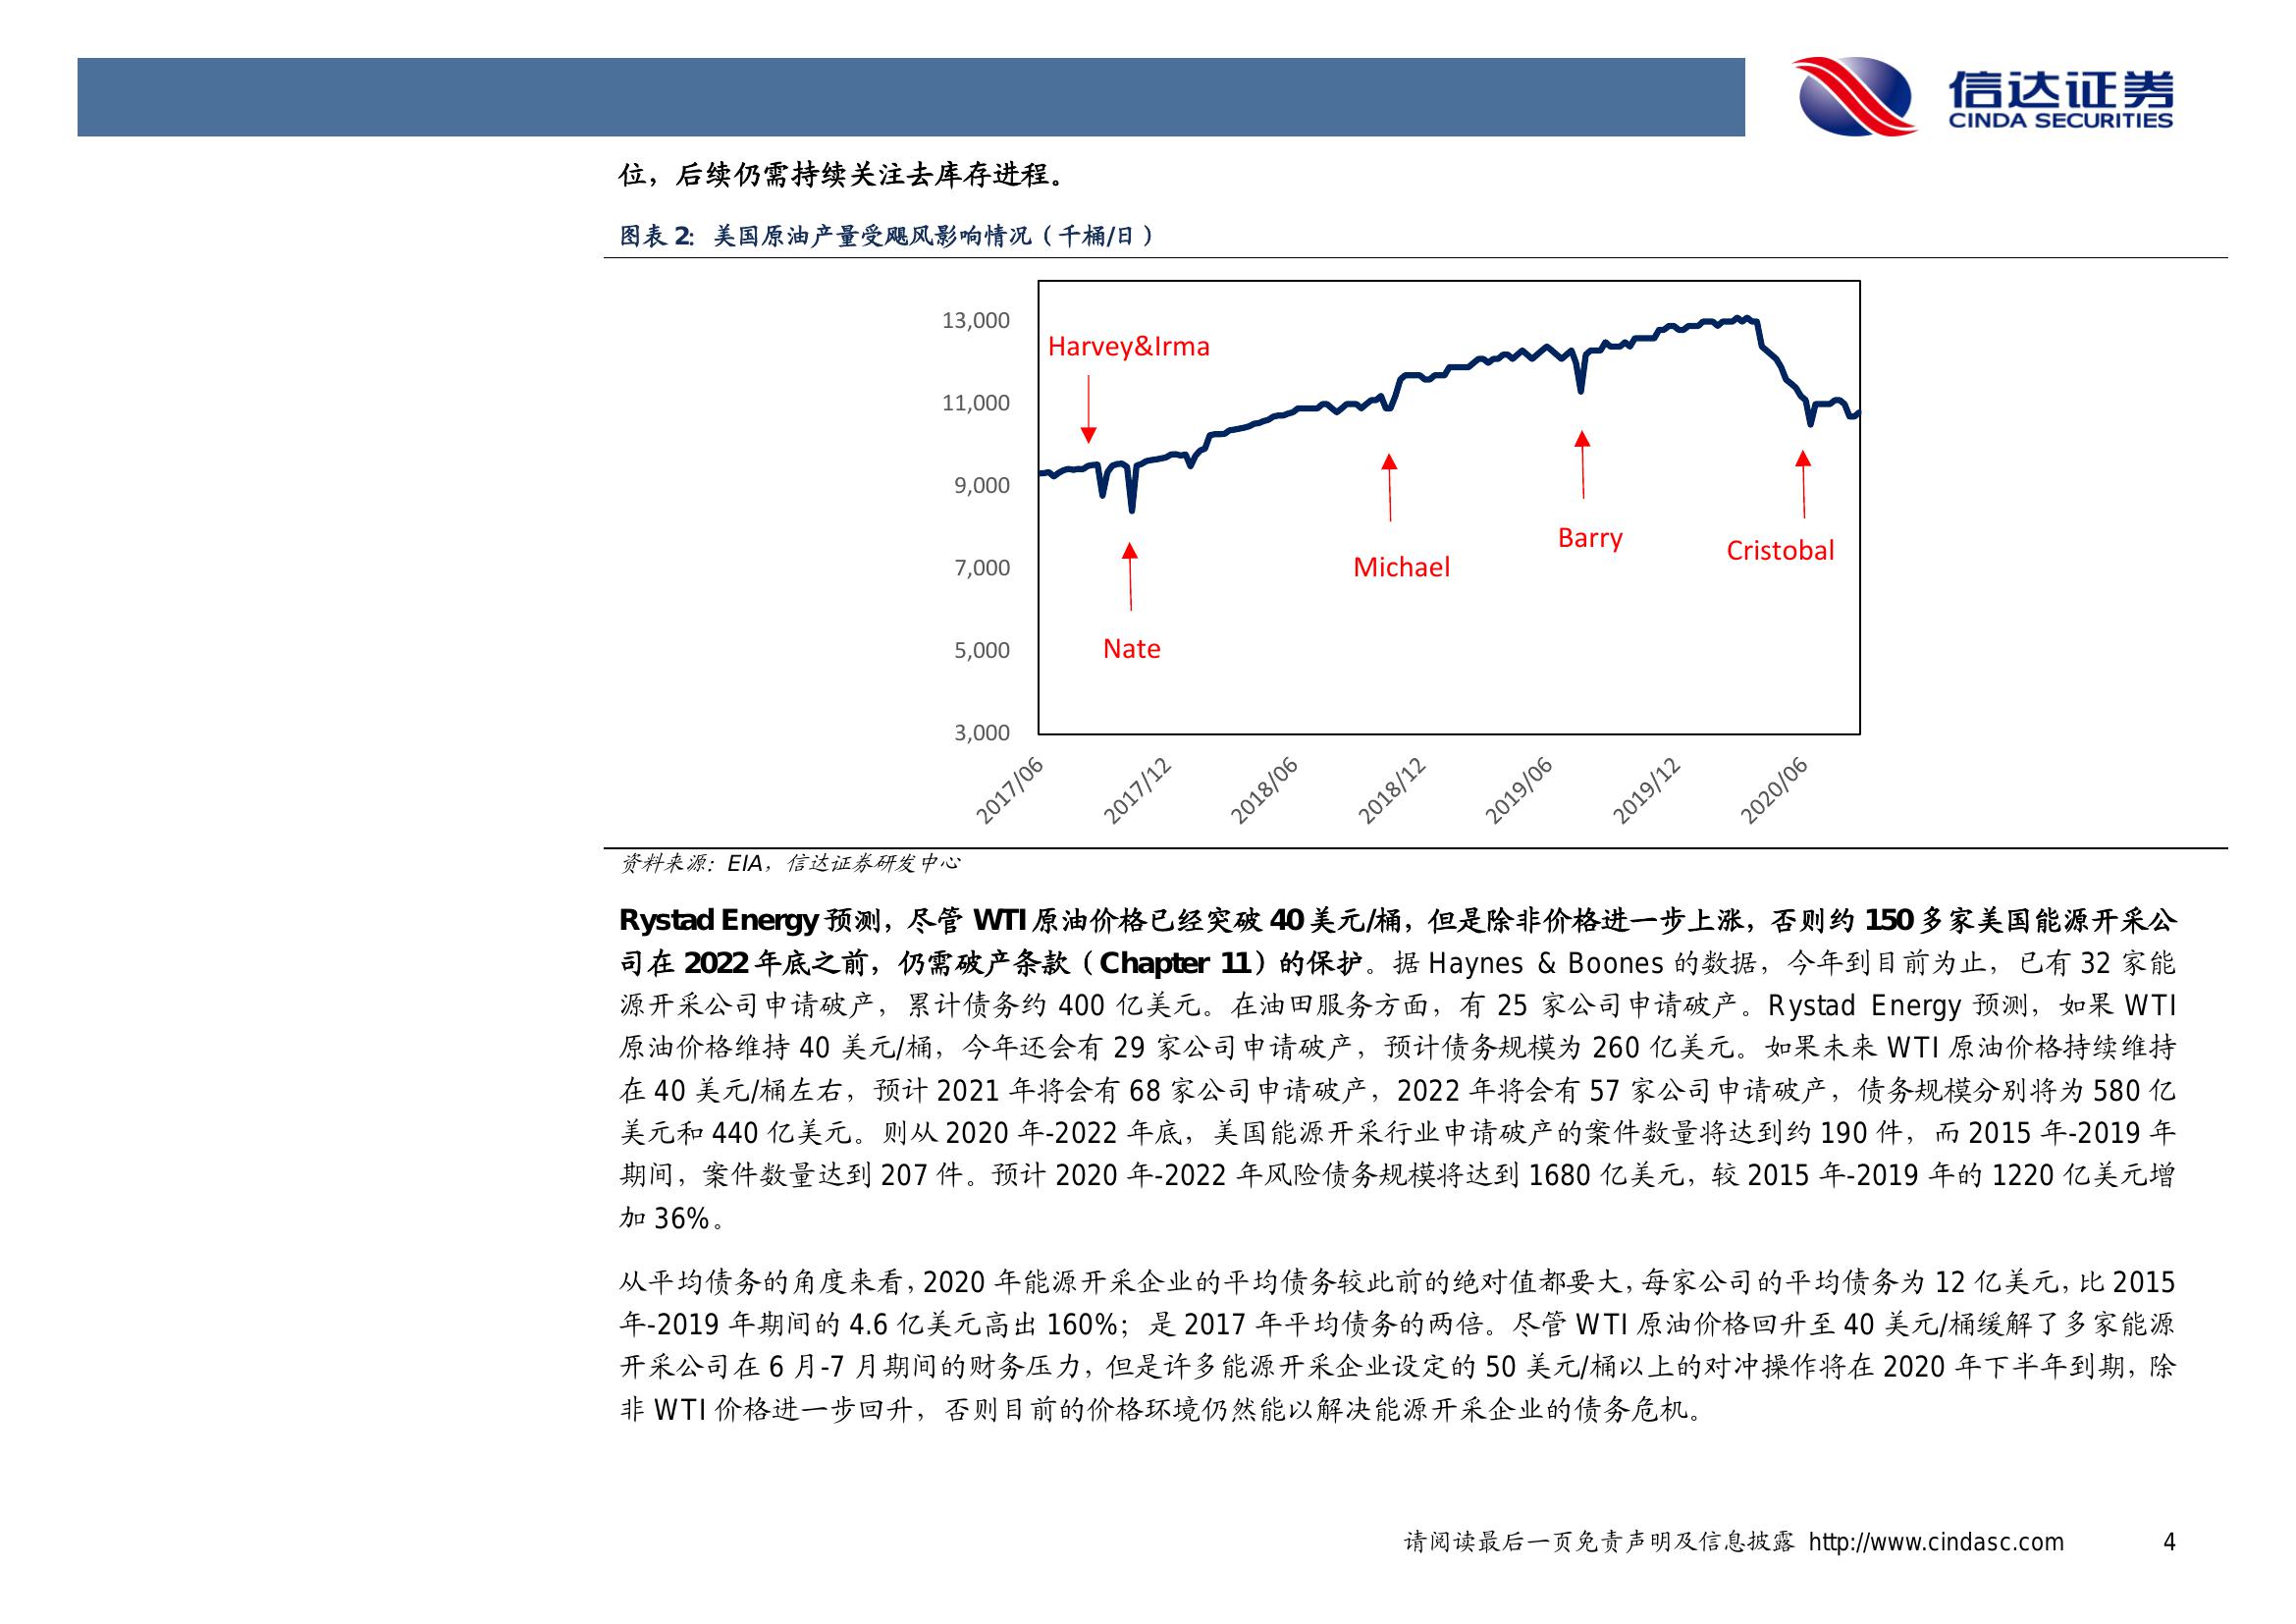 信达证券
CINDA SECURITIES
位，后续仍需持续关注去库存进程。
图表 2：美国原油产量受飓风影响情况（千桶/日）
13,000
11,000
9,000
7,000
5,000
3,000
Harvey&Irma
Nate
Michael
Barry
Cristobal
2017/06
2017/12
2018/06
2018/12
2019/06
2019/12
2020/06
资料来源：EIA，信达证券研发中心
Rystad Energy 预测，尽管 WTI 原油价格已经突破 40 美元/桶，但是除非价格进一步上涨，否则约 150 多家美国能源开采公
司在 2022 年底之前，仍需破产条款（Chapter 11）的保护。据 Haynes & Boones 的数据，今年到目前为止，已有 32 家能
源开采公司申请破产，累计债务约 400 亿美元。在油田服务方面，有 25 家公司申请破产。Rystad Energy 预测，如果 WTI
原油价格维持 40 美元/桶，今年还会有 29 家公司申请破产，预计债务规模为 260 亿美元。如果未来 WTI 原油价格持续维持
在 40 美元/桶左右，预计 2021 年将会有 68 家公司申请破产，2022 年将会有 57 家公司申请破产，债务规模分别将为 580 亿
美元和 440 亿美元。则从 2020 年-2022 年底，美国能源开采行业申请破产的案件数量将达到约 190 件，而 2015 年-2019 年
期间，案件数量达到 207 件。预计 2020 年-2022 年风险债务规模将达到 1680 亿美元，较 2015 年-2019 年的 1220 亿美元增
加 36%。
从平均债务的角度来看，2020 年能源开采企业的平均债务较此前的绝对值都要大，每家公司的平均债务为 12 亿美元，比 2015
年-2019 年期间的 4.6 亿美元高出 160%；是 2017 年平均债务的两倍。尽管 WTI 原油价格回升至 40 美元/桶缓解了多家能源
开采公司在 6 月-7 月期间的财务压力，但是许多能源开采企业设定的 50 美元/桶以上的对冲操作将在 2020 年下半年到期，除
非 WTI 价格进一步回升，否则目前的价格环境仍然能以解决能源开采企业的债务危机。
请阅读最后一页免责声明及信息披露 http://www.cindasc.com 4